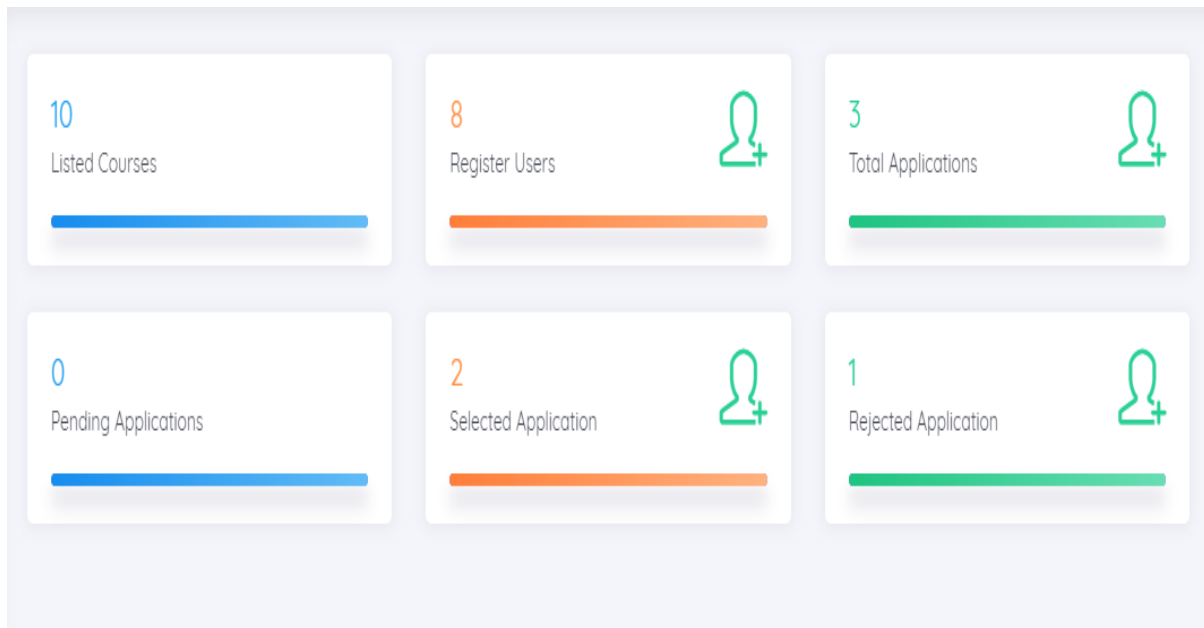 10
Listed Courses
8
Register Users
3
Total Applications
0
Pending Applications
2
Selected Application
1
Rejected Application